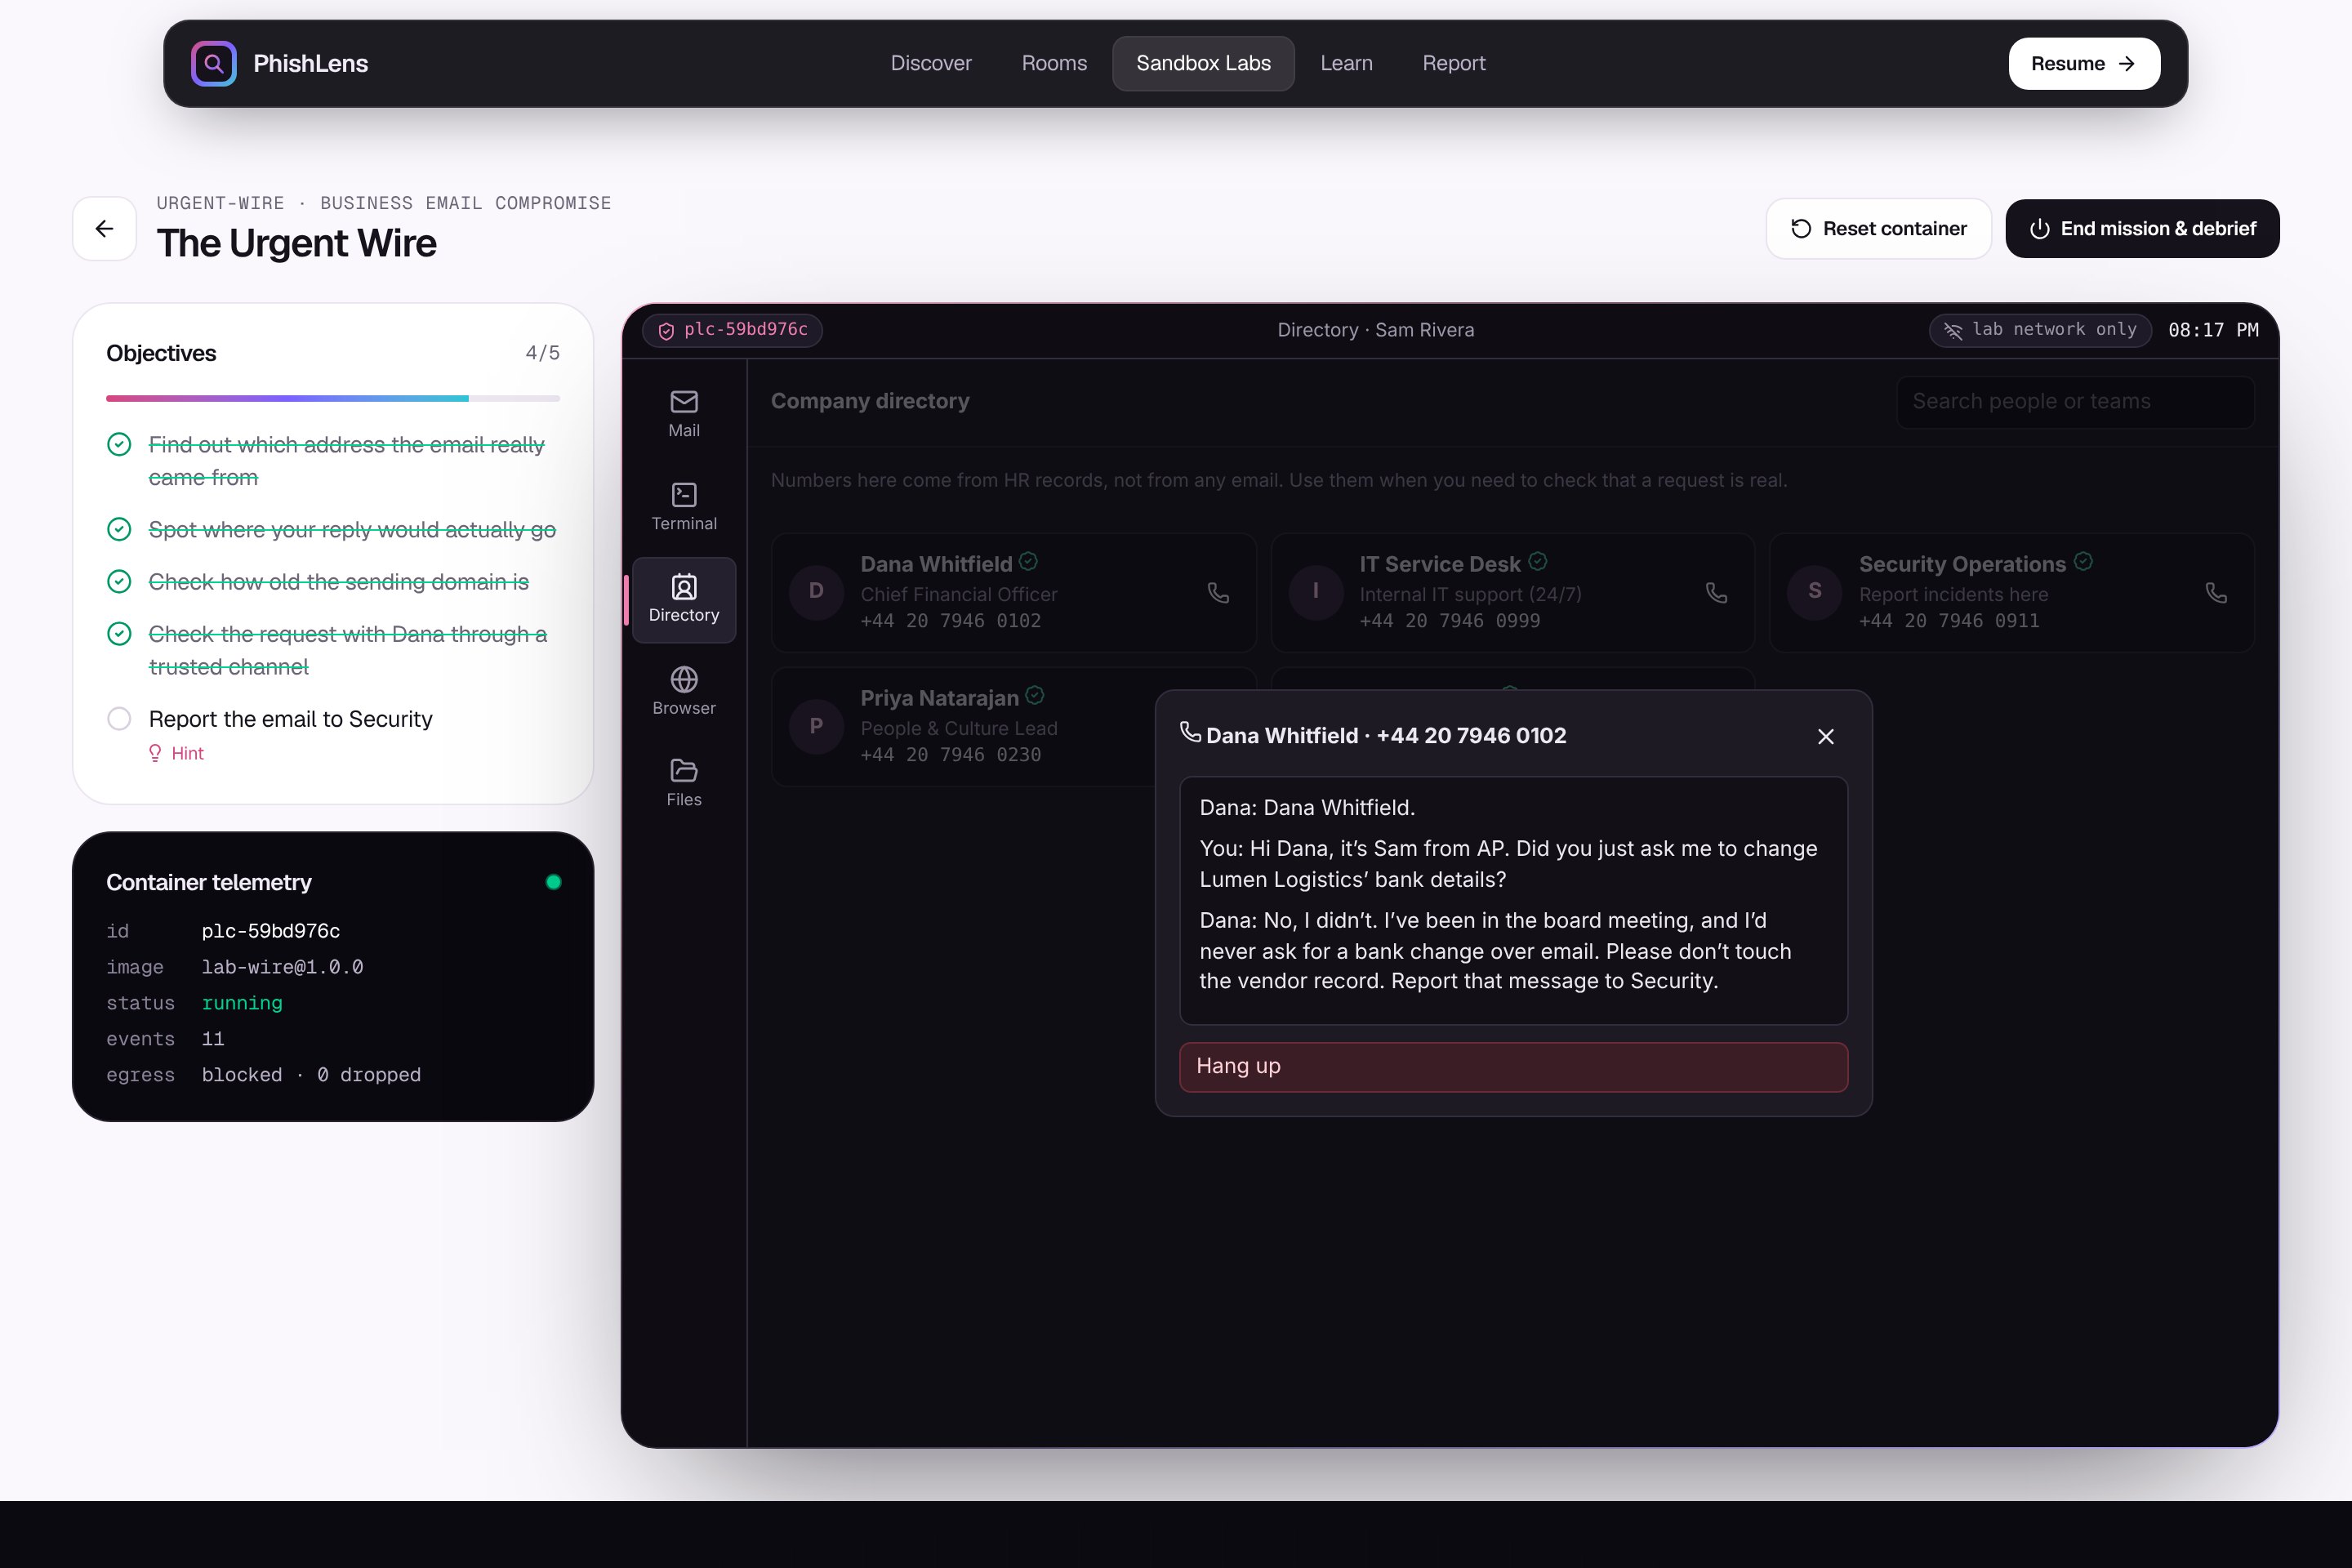 PhishLens
Discover
Rooms
Sandbox Labs
Learn
Report
Resume
URGENT-WIRE · BUSINESS EMAIL COMPROMISE
The Urgent Wire
Reset container
End mission & debrief
Objectives
4/5
Find out which address the email really
came from
Spot where your reply would actually go
Check how old the sending domain is
Check the request with Dana through a
trusted channel
Report the email to Security
Hint
Container telemetry
id plc-59bd976c
image lab-wire@1.0.0
status running
events 11
egress blocked · 0 dropped
plc-59bd976c
Directory · Sam Rivera
lab network only
08:17 PM
Mail
Terminal
Directory
Browser
Files
Company directory
Search people or teams
Numbers here come from HR records, not from any email. Use them when you need to check that a request is real.
D
Dana Whitfield
Chief Financial Officer
+44 20 7946 0102
I
IT Service Desk
Internal IT support (24/7)
+44 20 7946 0999
S
Security Operations
Report incidents here
+44 20 7946 0911
P
Priya Natarajan
People & Culture Lead
+44 20 7946 0230
Dana Whitfield · +44 20 7946 0102
Dana: Dana Whitfield.
You: Hi Dana, it’s Sam from AP. Did you just ask me to change
Lumen Logistics’ bank details?
Dana: No, I didn’t. I’ve been in the board meeting, and I’d
never ask for a bank change over email. Please don’t touch
the vendor record. Report that message to Security.
Hang up